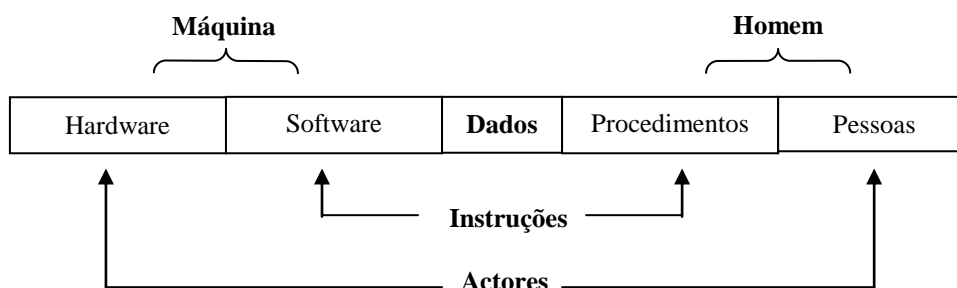 Máquina Homem
Hardware Software Dados Procedimentos Pessoas
Instruções
Actores